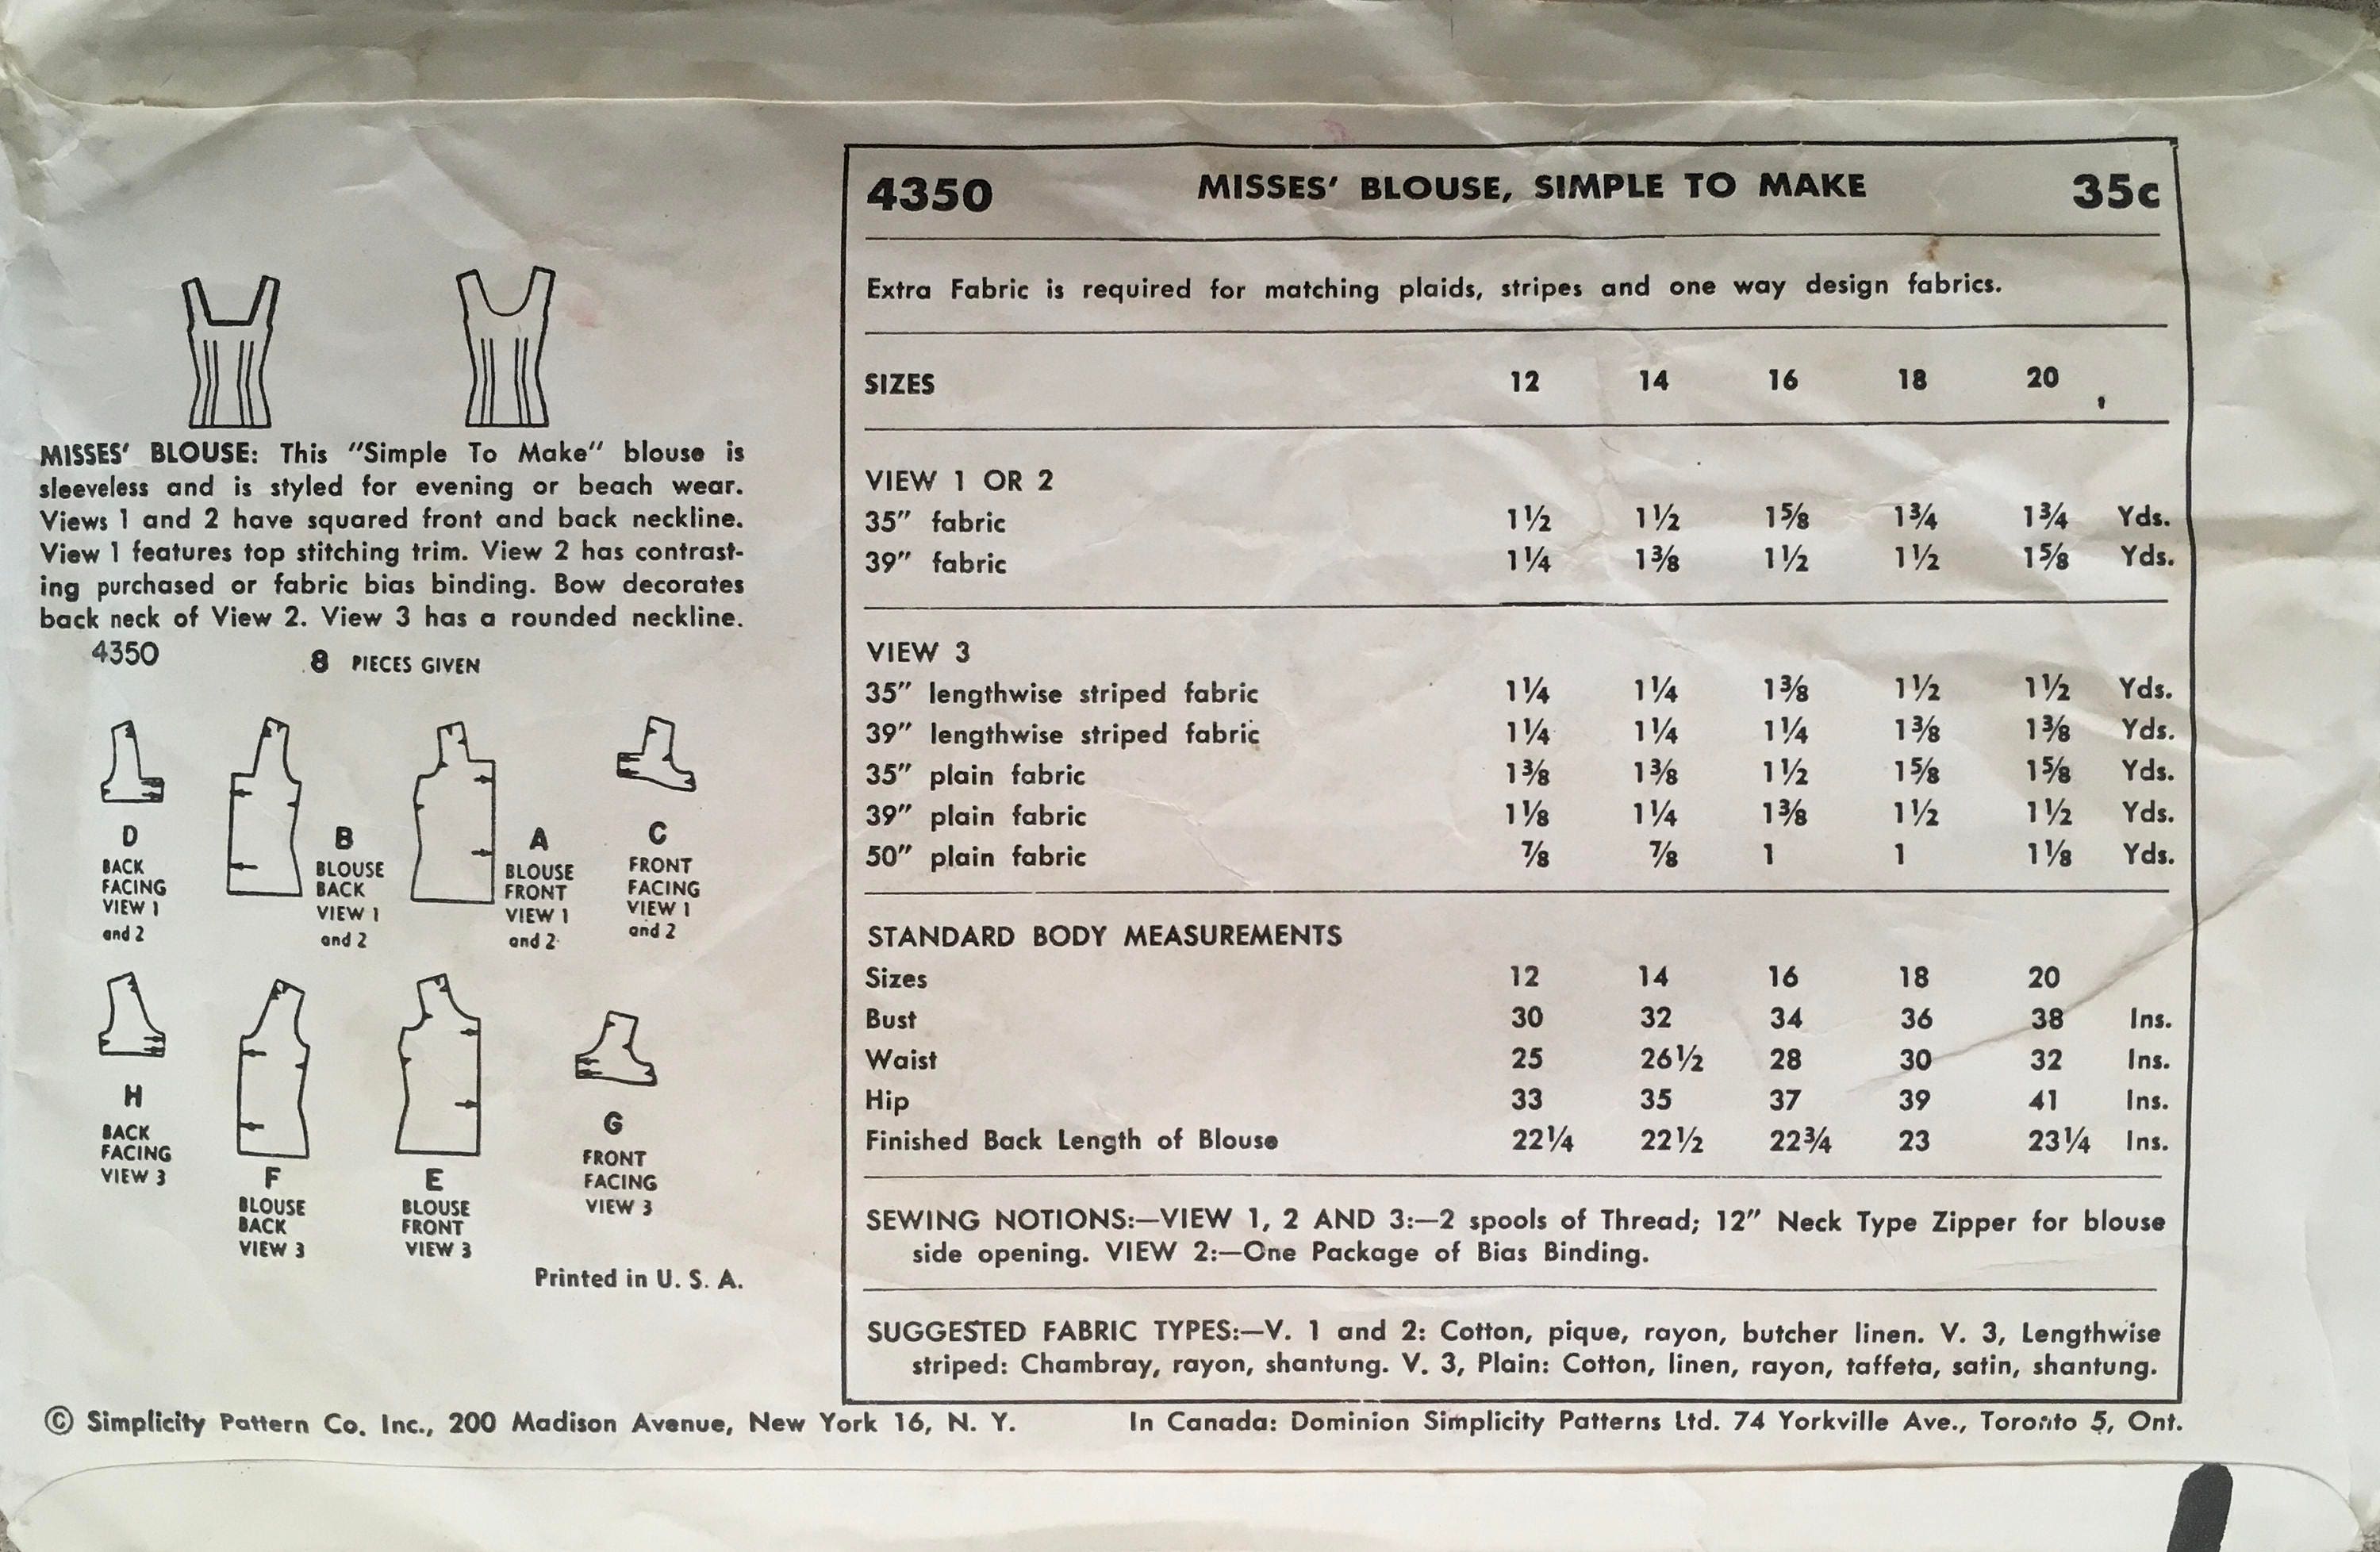 MISSES' BLOUSE: This "Simple To Make" blouse is
sleeveless and is styled for evening or beach wear.
Views 1 and 2 have squared front and back neckline.
View 1 features top stitching trim. View 2 has contrast-
ing purchased or fabric bias binding. Bow decorates
back neck of View 2. View 3 has a rounded neckline.
4350 8 PIECES GIVEN
D
BACK
FACING
VIEW 1
and 2
B
BLOUSE
BACK
VIEW 1
and 2
A
BLOUSE
FRONT
VIEW 1
and 2
C
FRONT
FACING
VIEW 1
and 2
H
BACK
FACING
VIEW 3
F
BLOUSE
BACK
VIEW 3
E
BLOUSE
FRONT
VIEW 3
G
FRONT
FACING
VIEW 3
Printed in U. S. A.
4350 MISSES' BLOUSE, SIMPLE TO MAKE 35c
Extra Fabric is required for matching plaids, stripes and one way design fabrics.
SIZES 12 14 16 18 20
VIEW 1 OR 2
35" fabric 1½ 1½ 1⅝ 1¾ 1¾ Yds.
39" fabric 1¼ 1⅜ 1½ 1½ 1⅝ Yds.
VIEW 3
35" lengthwise striped fabric 1¼ 1¼ 1⅜ 1½ 1½ Yds.
39" lengthwise striped fabric 1¼ 1¼ 1¼ 1⅜ 1⅜ Yds.
35" plain fabric 1⅜ 1⅜ 1½ 1⅝ 1⅝ Yds.
39" plain fabric 1⅛ 1¼ 1⅜ 1½ 1½ Yds.
50" plain fabric ⅞ ⅞ 1 1 1⅛ Yds.
STANDARD BODY MEASUREMENTS
Sizes 12 14 16 18 20
Bust 30 32 34 36 38 Ins.
Waist 25 26½ 28 30 32 Ins.
Hip 33 35 37 39 41 Ins.
Finished Back Length of Blouse 22¼ 22½ 22¾ 23 23¼ Ins.
SEWING NOTIONS:—VIEW 1, 2 AND 3:—2 spools of Thread; 12" Neck Type Zipper for blouse
side opening. VIEW 2:—One Package of Bias Binding.
SUGGESTED FABRIC TYPES:—V. 1 and 2: Cotton, pique, rayon, butcher linen. V. 3, Lengthwise
striped: Chambray, rayon, shantung. V. 3, Plain: Cotton, linen, rayon, taffeta, satin, shantung.
© Simplicity Pattern Co. Inc., 200 Madison Avenue, New York 16, N. Y. In Canada: Dominion Simplicity Patterns Ltd. 74 Yorkville Ave., Toronto 5, Ont.